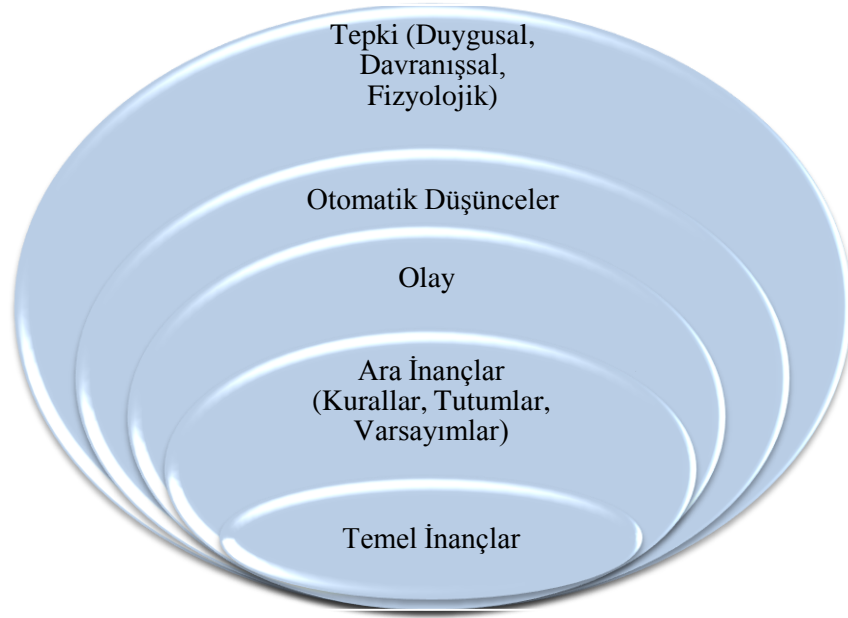 Tepki (Duygusal,
Davranışsal,
Fizyolojik)
Otomatik Düşünceler
Olay
Ara İnançlar
(Kurallar, Tutumlar,
Varsayımlar)
Temel İnançlar